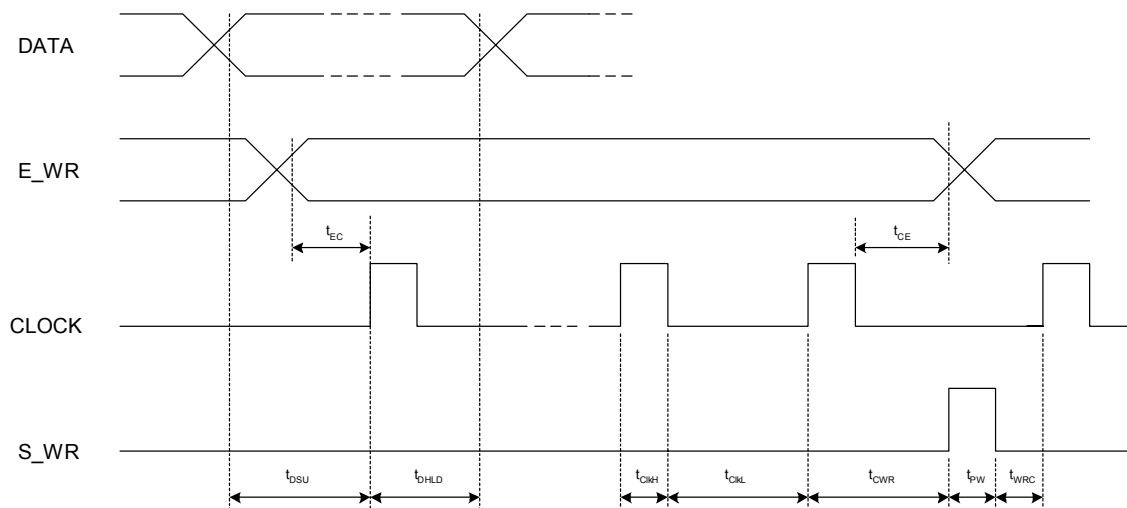 DATA
E_WR
tEC
tCE
CLOCK
S_WR
tDSU
tDHLD
tClkH
tClkL
tCWR
tPW
tWRC